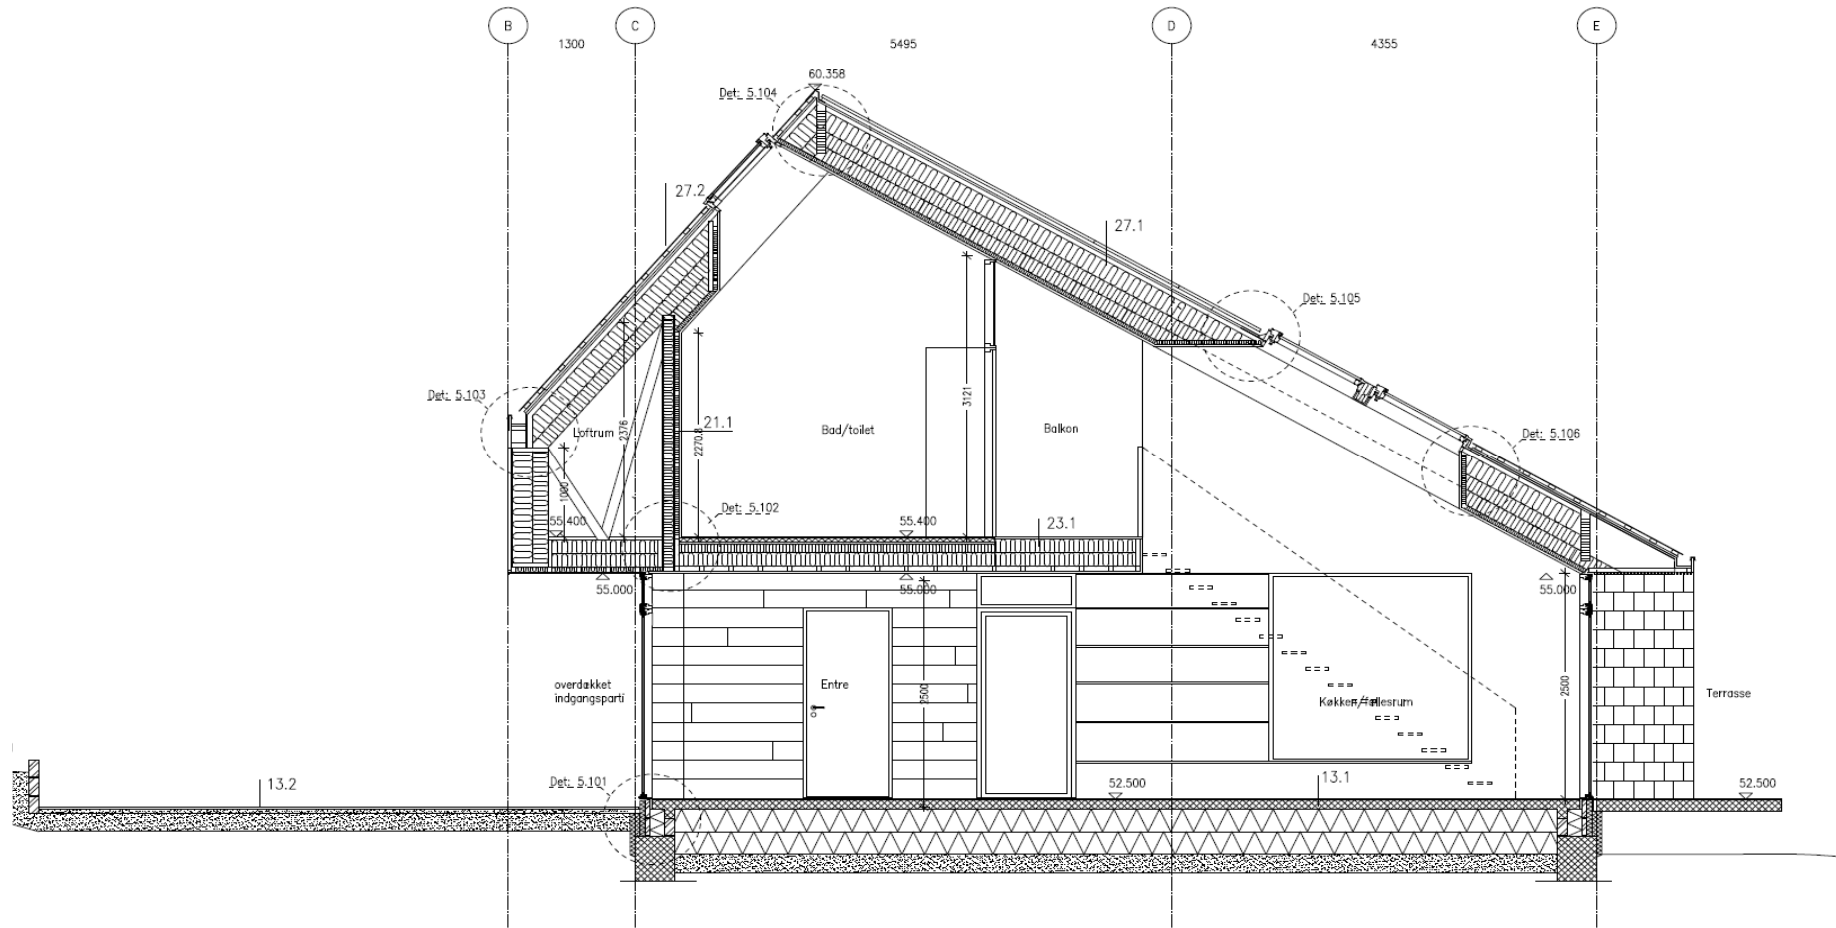 B
C
D
E
1300
5495
4355
60.358
Det: 5.104
27.2
27.1
Det: 5.105
Det: 5.103
Loftrum
2376
2270.8
21.1
Bad/toilet
3121
Balkon
Det: 5.106
1000
55.400
Det: 5.102
55.400
23.1
55.000
55.000
55.000
overdækket
indgangsparti
Entre
2500
Køkken/fællesrum
2500
Terrasse
13.2
Det: 5.101
52.500
13.1
52.500